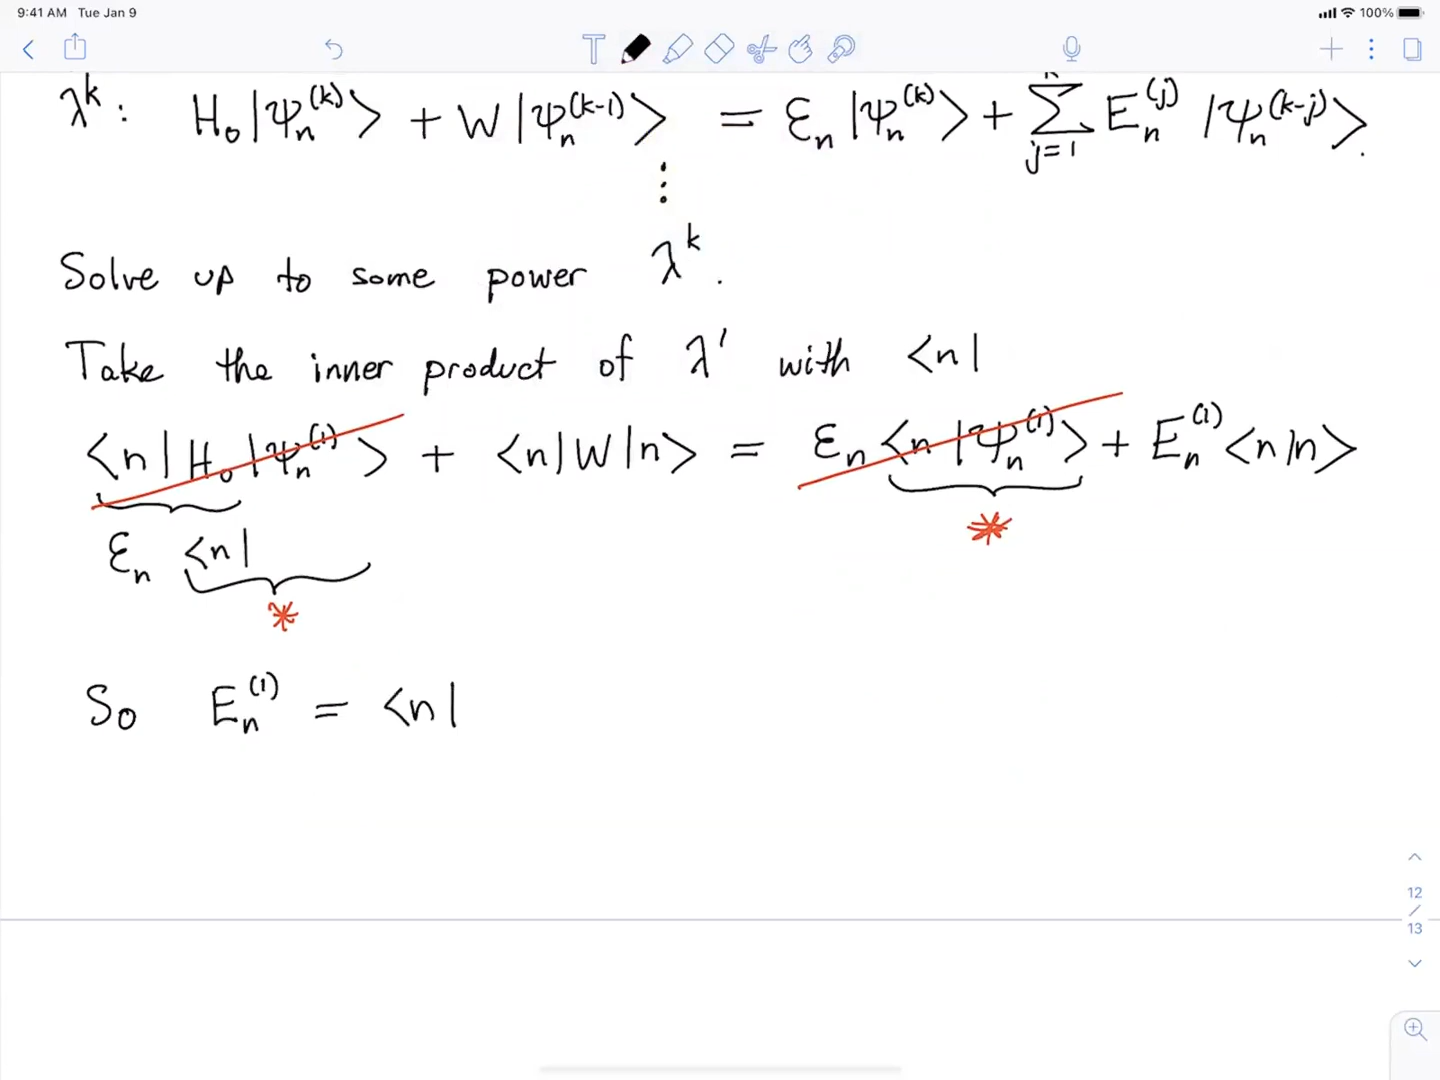 9:41 AM Tue Jan 9 100%
T
λ^k : H₀|ψₙ^(k)⟩ + W|ψₙ^(k-1)⟩ = εₙ|ψₙ^(k)⟩ + Σ_{j=1} Eₙ^(j) |ψₙ^(k-j)⟩.
⋮
Solve up to some power λ^k.
Take the inner product of λ' with <n|
<n|H₀|ψₙ^(1)> + <n|W|n> = εₙ<n|ψₙ^(1)> + Eₙ^(1)<n|n>
*
εₙ <n|
*
So Eₙ^(1) = <n|
12
/
13